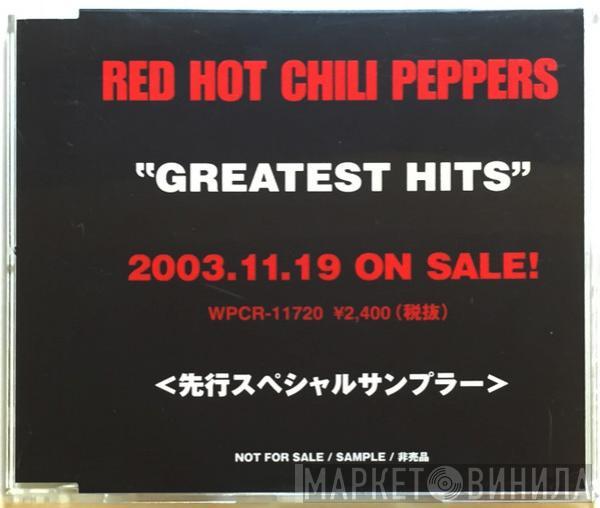 RED HOT CHILI PEPPERS
“GREATEST HITS”
2003.11.19 ON SALE!
WPCR-11720 ¥2,400（税抜）
＜先行スペシャルサンプラー＞
NOT FOR SALE / SAMPLE / 非売品
МАРКЕТ ВИНИЛА